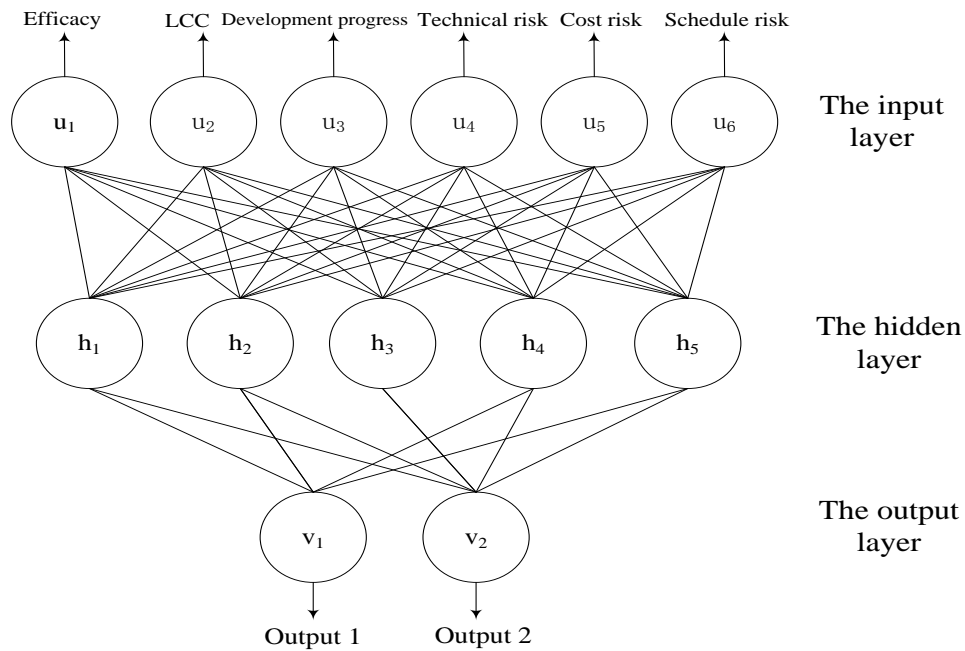 Efficacy LCC Development progress Technical risk Cost risk Schedule risk
u₁ u₂ u₃ u₄ u₅ u₆
The input
layer
h₁ h₂ h₃ h₄ h₅
The hidden
layer
v₁ v₂
The output
layer
Output 1 Output 2